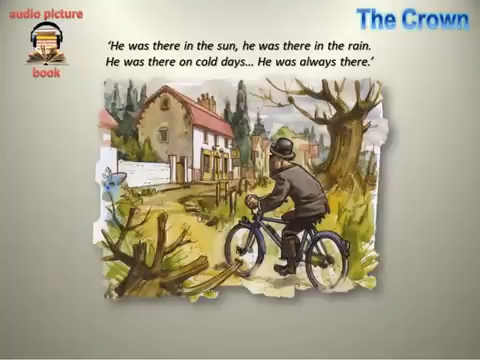 audio picture
book
The Crown
‘He was there in the sun, he was there in the rain.
He was there on cold days... He was always there.’